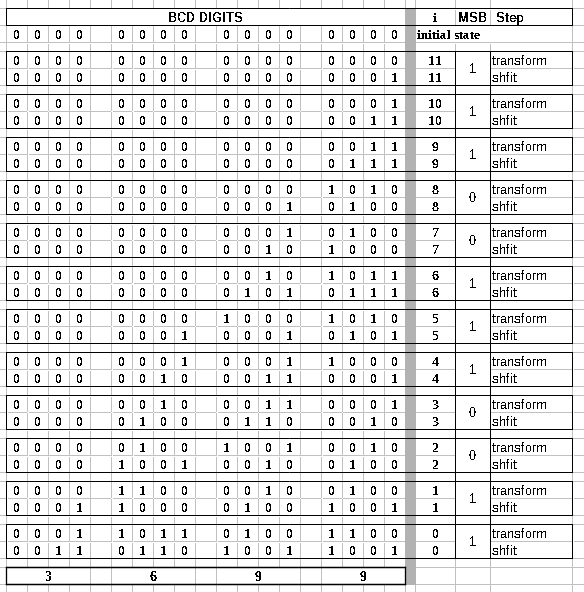 BCD DIGITS i MSB Step
0 0 0 0 0 0 0 0 0 0 0 0 0 0 0 0 initial state
0 0 0 0 0 0 0 0 0 0 0 0 0 0 0 0 11 1 transform
0 0 0 0 0 0 0 0 0 0 0 0 0 0 0 1 11 shfit
0 0 0 0 0 0 0 0 0 0 0 0 0 0 0 1 10 1 transform
0 0 0 0 0 0 0 0 0 0 0 0 0 0 1 1 10 shfit
0 0 0 0 0 0 0 0 0 0 0 0 0 0 1 1 9 1 transform
0 0 0 0 0 0 0 0 0 0 0 0 0 1 1 1 9 shfit
0 0 0 0 0 0 0 0 0 0 0 0 1 0 1 0 8 0 transform
0 0 0 0 0 0 0 0 0 0 0 1 0 1 0 0 8 shfit
0 0 0 0 0 0 0 0 0 0 0 1 0 1 0 0 7 0 transform
0 0 0 0 0 0 0 0 0 0 1 0 1 0 0 0 7 shfit
0 0 0 0 0 0 0 0 0 0 1 0 1 0 1 1 6 1 transform
0 0 0 0 0 0 0 0 0 1 0 1 0 1 1 1 6 shfit
0 0 0 0 0 0 0 0 1 0 0 0 1 0 1 0 5 1 transform
0 0 0 0 0 0 0 1 0 0 0 1 0 1 0 1 5 shfit
0 0 0 0 0 0 0 1 0 0 0 1 1 0 0 0 4 1 transform
0 0 0 0 0 0 1 0 0 0 1 1 0 0 0 1 4 shfit
0 0 0 0 0 0 1 0 0 0 1 1 0 0 0 1 3 0 transform
0 0 0 0 0 1 0 0 0 1 1 0 0 0 1 0 3 shfit
0 0 0 0 0 1 0 0 1 0 0 1 0 0 1 0 2 0 transform
0 0 0 0 1 0 0 1 0 0 1 0 0 1 0 0 2 shfit
0 0 0 0 1 1 0 0 0 0 1 0 0 1 0 0 1 1 transform
0 0 0 1 1 0 0 0 0 1 0 0 1 0 0 1 1 shfit
0 0 0 1 1 0 1 1 0 1 0 0 1 1 0 0 0 1 transform
0 0 1 1 0 1 1 0 1 0 0 1 1 0 0 1 0 shfit
3 6 9 9